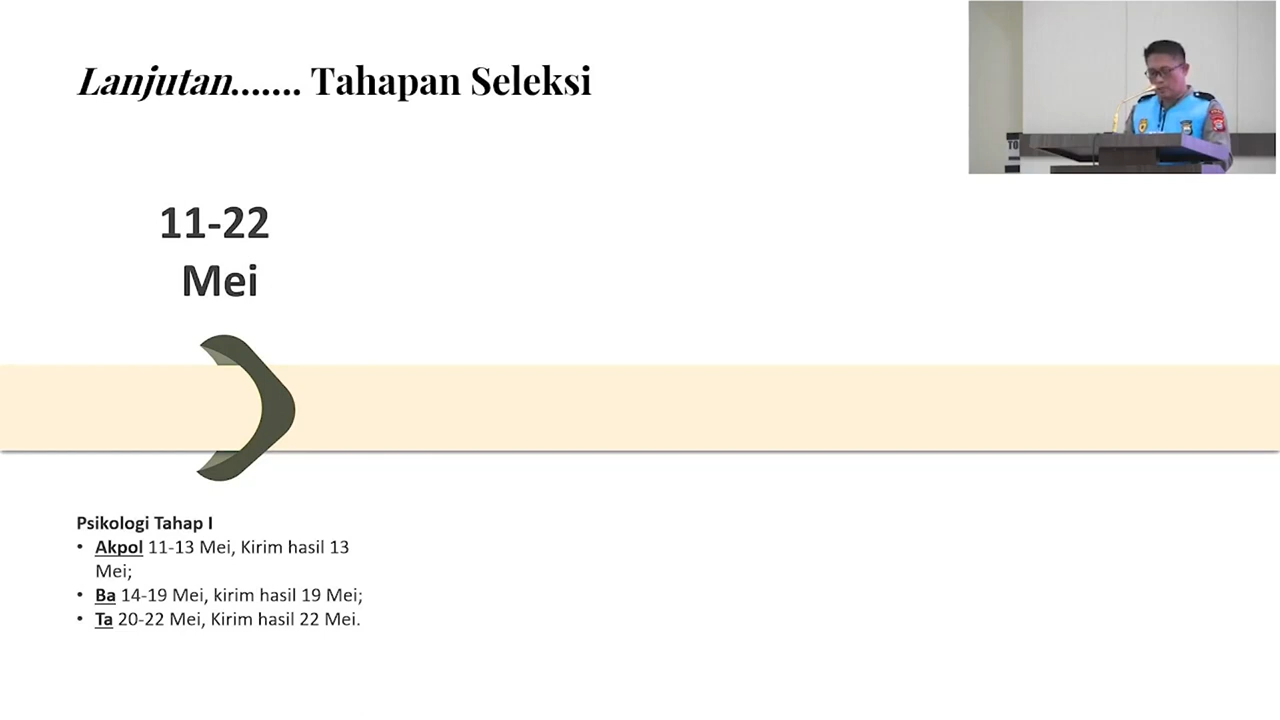 Lanjutan....... Tahapan Seleksi
11-22
Mei
Psikologi Tahap I
• Akpol 11-13 Mei, Kirim hasil 13
Mei;
• Ba 14-19 Mei, kirim hasil 19 Mei;
• Ta 20-22 Mei, Kirim hasil 22 Mei.
TO